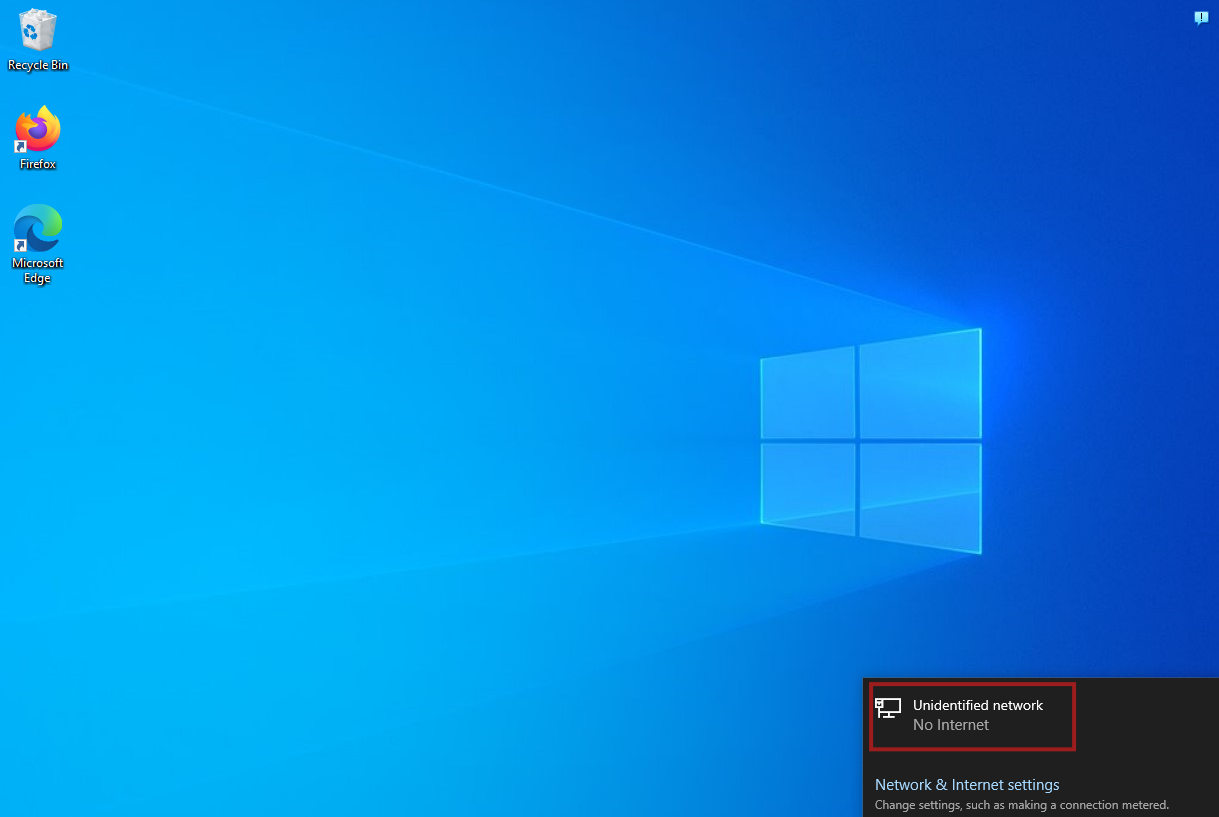 Recycle Bin
Firefox
Microsoft
Edge
Unidentified network
No Internet
Network & Internet settings
Change settings, such as making a connection metered.